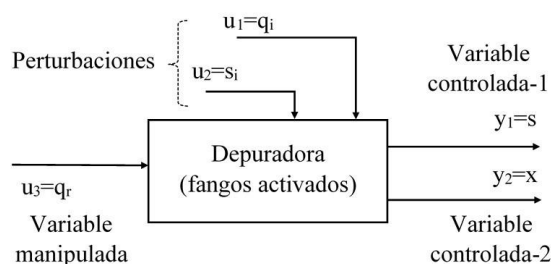 u1=qi
Perturbaciones
u2=si
Variable
controlada-1
y1=s
Depuradora
(fangos activados)
y2=x
u3=qr
Variable
manipulada
Variable
controlada-2